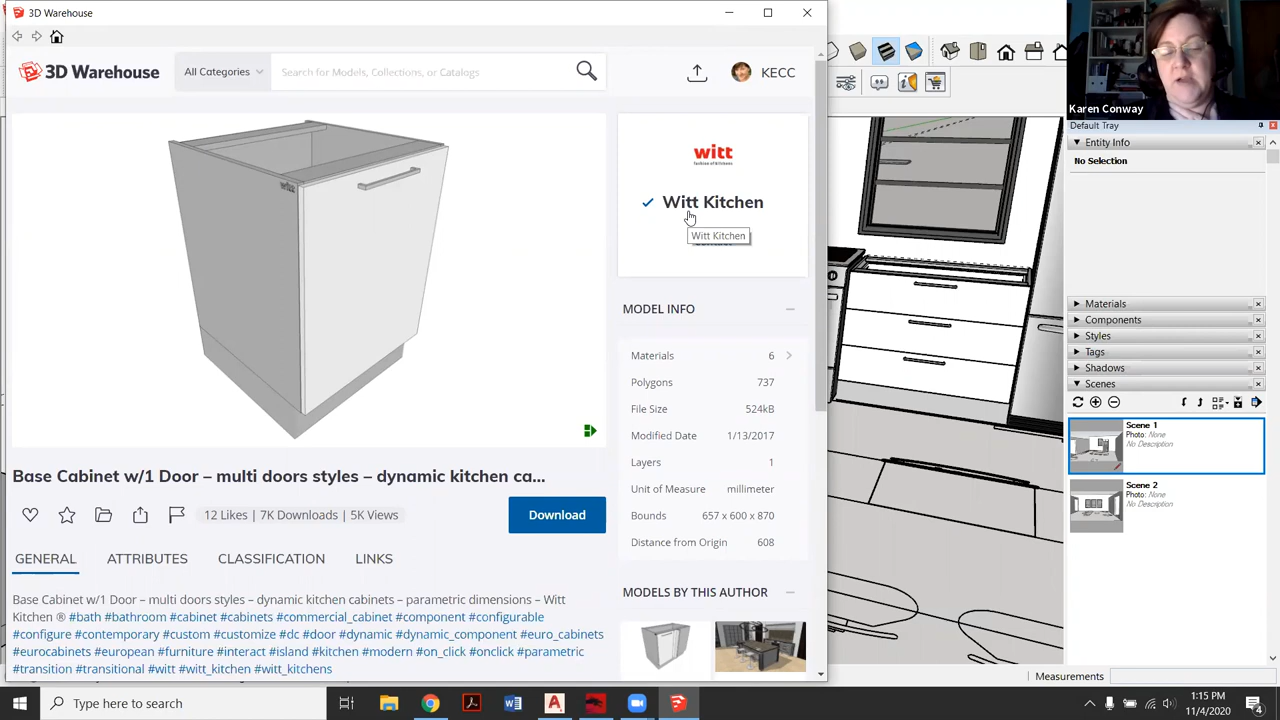 3D Warehouse
3D Warehouse
All Categories
Search for Models, Collections, or Catalogs
KECC
witt
witt
Witt Kitchen
Witt Kitchen
MODEL INFO
Materials 6
Polygons 737
File Size 524kB
Modified Date 1/13/2017
Layers 1
Unit of Measure millimeter
Bounds 657 x 600 x 870
Distance from Origin 608
MODELS BY THIS AUTHOR
Base Cabinet w/1 Door – multi doors styles – dynamic kitchen ca...
12 Likes | 7K Downloads | 5K Views
Download
GENERAL ATTRIBUTES CLASSIFICATION LINKS
Base Cabinet w/1 Door – multi doors styles – dynamic kitchen cabinets – parametric dimensions – Witt
Kitchen ® #bath #bathroom #cabinet #cabinets #commercial_cabinet #component #configurable
#configure #contemporary #custom #customize #dc #door #dynamic #dynamic_component #euro_cabinets
#eurocabinets #european #furniture #interact #island #kitchen #modern #on_click #onclick #parametric
#transition #transitional #witt #witt_kitchen #witt_kitchens
Karen Conway
Default Tray
Entity Info
No Selection
Materials
Components
Styles
Tags
Shadows
Scenes
Scene 1
Photo: None
No Description
Scene 2
Photo: None
No Description
Measurements
Type here to search
1:15 PM
11/4/2020
4